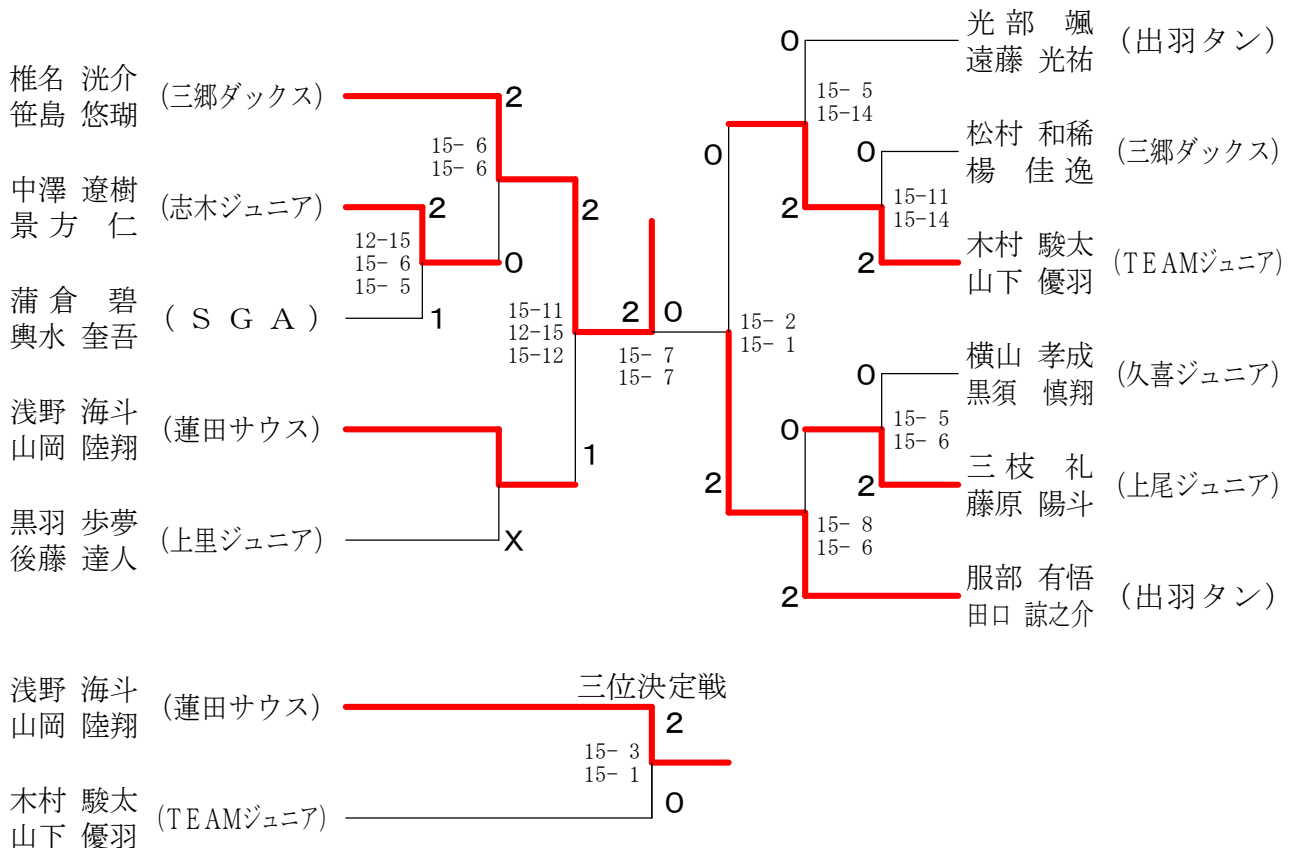 椎名 洸介
笹島 悠瑚
(三郷ダックス)
2
15- 6
15- 6
中澤 遼樹
景方 仁
(志木ジュニア)
2
12-15
15- 6
15- 5
0
蒲倉 碧
輿水 奎吾
(SGA)
1
2
15-11
12-15
15-12
浅野 海斗
山岡 陸翔
(蓮田サウス)
1
黒羽 歩夢
後藤 達人
(上里ジュニア)
X
2 0
15- 7
15- 7
光部 颯
遠藤 光祐
(出羽タン)
0
15- 5
15-14
松村 和稀
楊 佳逸
(三郷ダックス)
0
0
2
15-11
15-14
木村 駿太
山下 優羽
(TEAMジュニア)
2
15- 2
15- 1
横山 孝成
黒須 慎翔
(久喜ジュニア)
0
15- 5
15- 6
0
三枝 礼
藤原 陽斗
(上尾ジュニア)
2
2
15- 8
15- 6
服部 有悟
田口 諒之介
(出羽タン)
2
三位決定戦
浅野 海斗
山岡 陸翔
(蓮田サウス)
2
15- 3
15- 1
木村 駿太
山下 優羽
(TEAMジュニア)
0